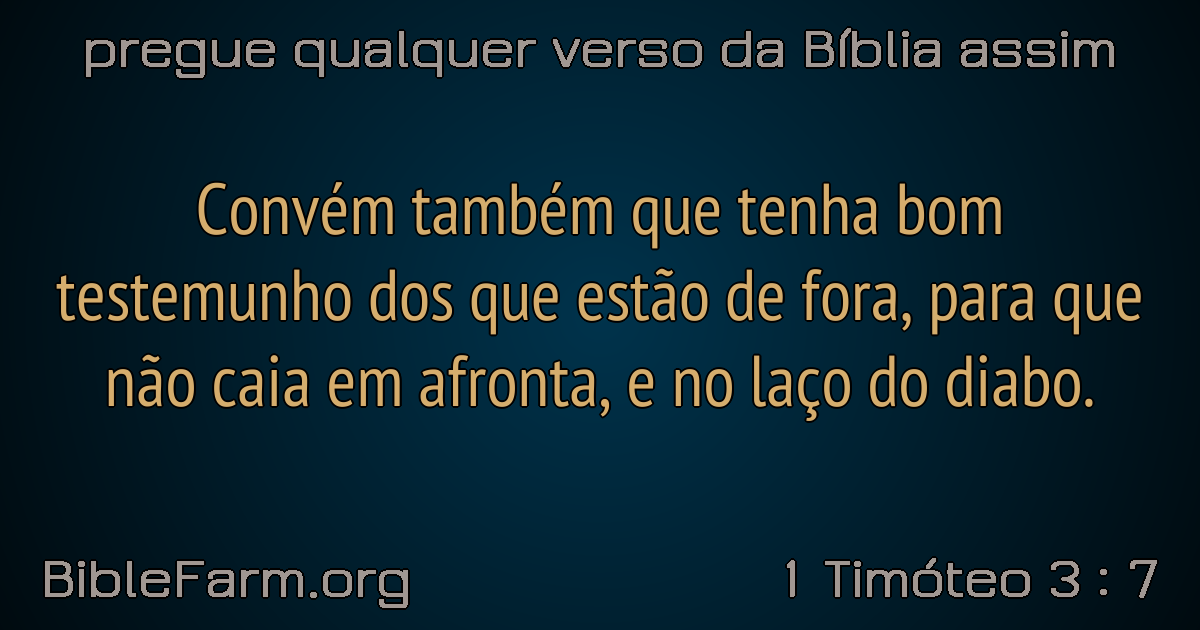 pregue qualquer verso da Bíblia assim
Convém também que tenha bom
testemunho dos que estão de fora, para que
não caia em afronta, e no laço do diabo.
BibleFarm.org
1 Timóteo 3 : 7